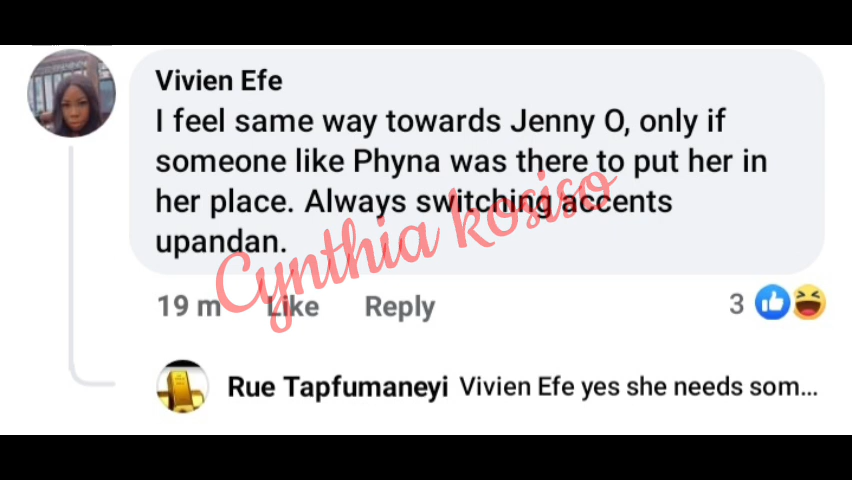 Vivien Efe
I feel same way towards Jenny O, only if
someone like Phyna was there to put her in
her place. Always switching accents
upandan.
Cynthia kosiso
19 m Like Reply 3
Rue Tapfumaneyi Vivien Efe yes she needs som...